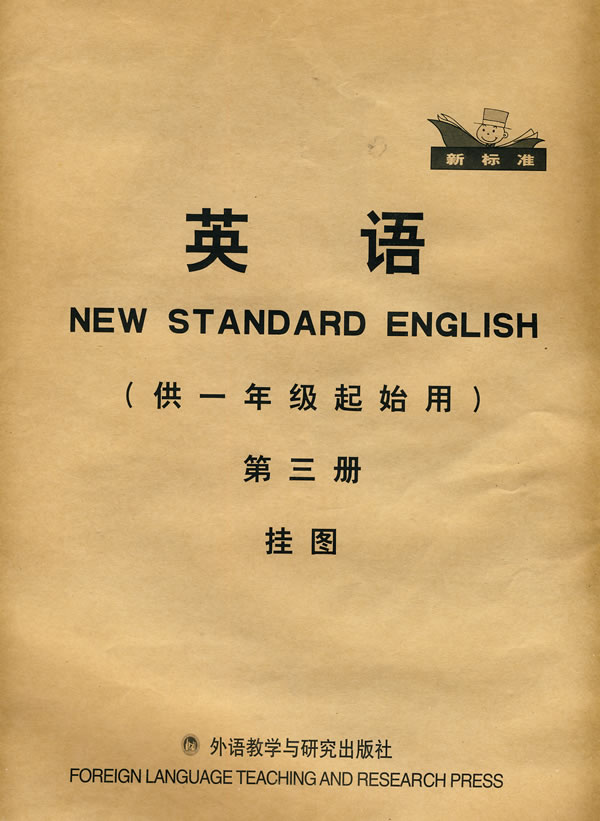 新标准
英语
NEW STANDARD ENGLISH
(供一年级起始用)
第三册
挂图
外语教学与研究出版社
FOREIGN LANGUAGE TEACHING AND RESEARCH PRESS